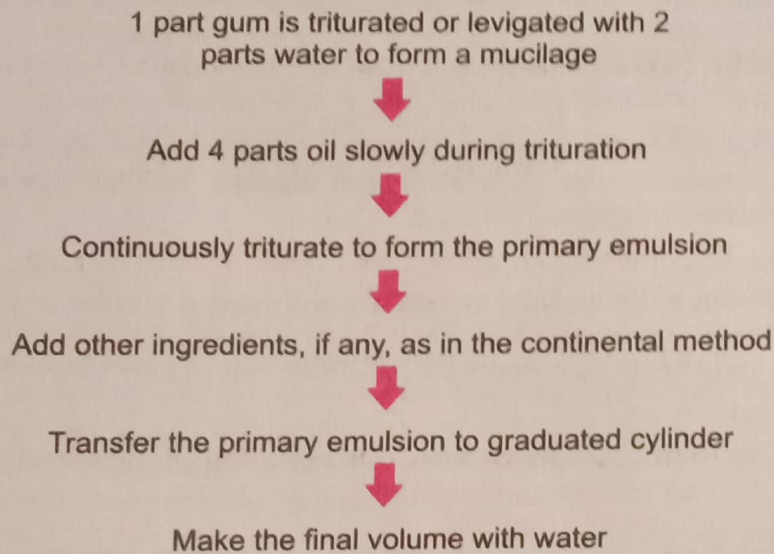 1 part gum is triturated or levigated with 2
parts water to form a mucilage
Add 4 parts oil slowly during trituration
Continuously triturate to form the primary emulsion
Add other ingredients, if any, as in the continental method
Transfer the primary emulsion to graduated cylinder
Make the final volume with water